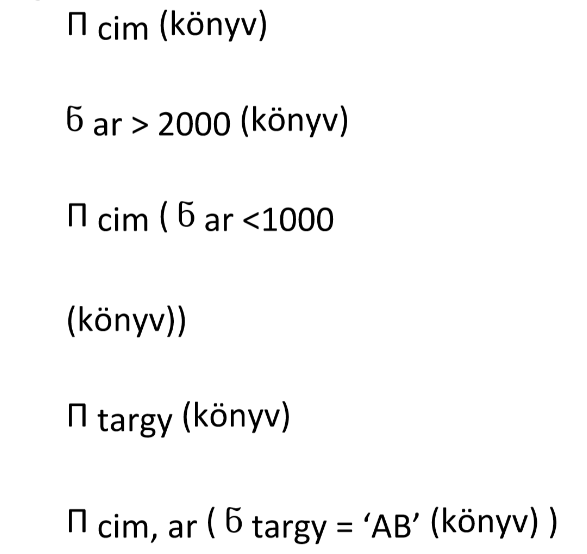 Π cim (könyv)
б ar > 2000 (könyv)
Π cim ( б ar <1000
(könyv))
Π targy (könyv)
Π cim, ar ( б targy = ‘AB’ (könyv) )